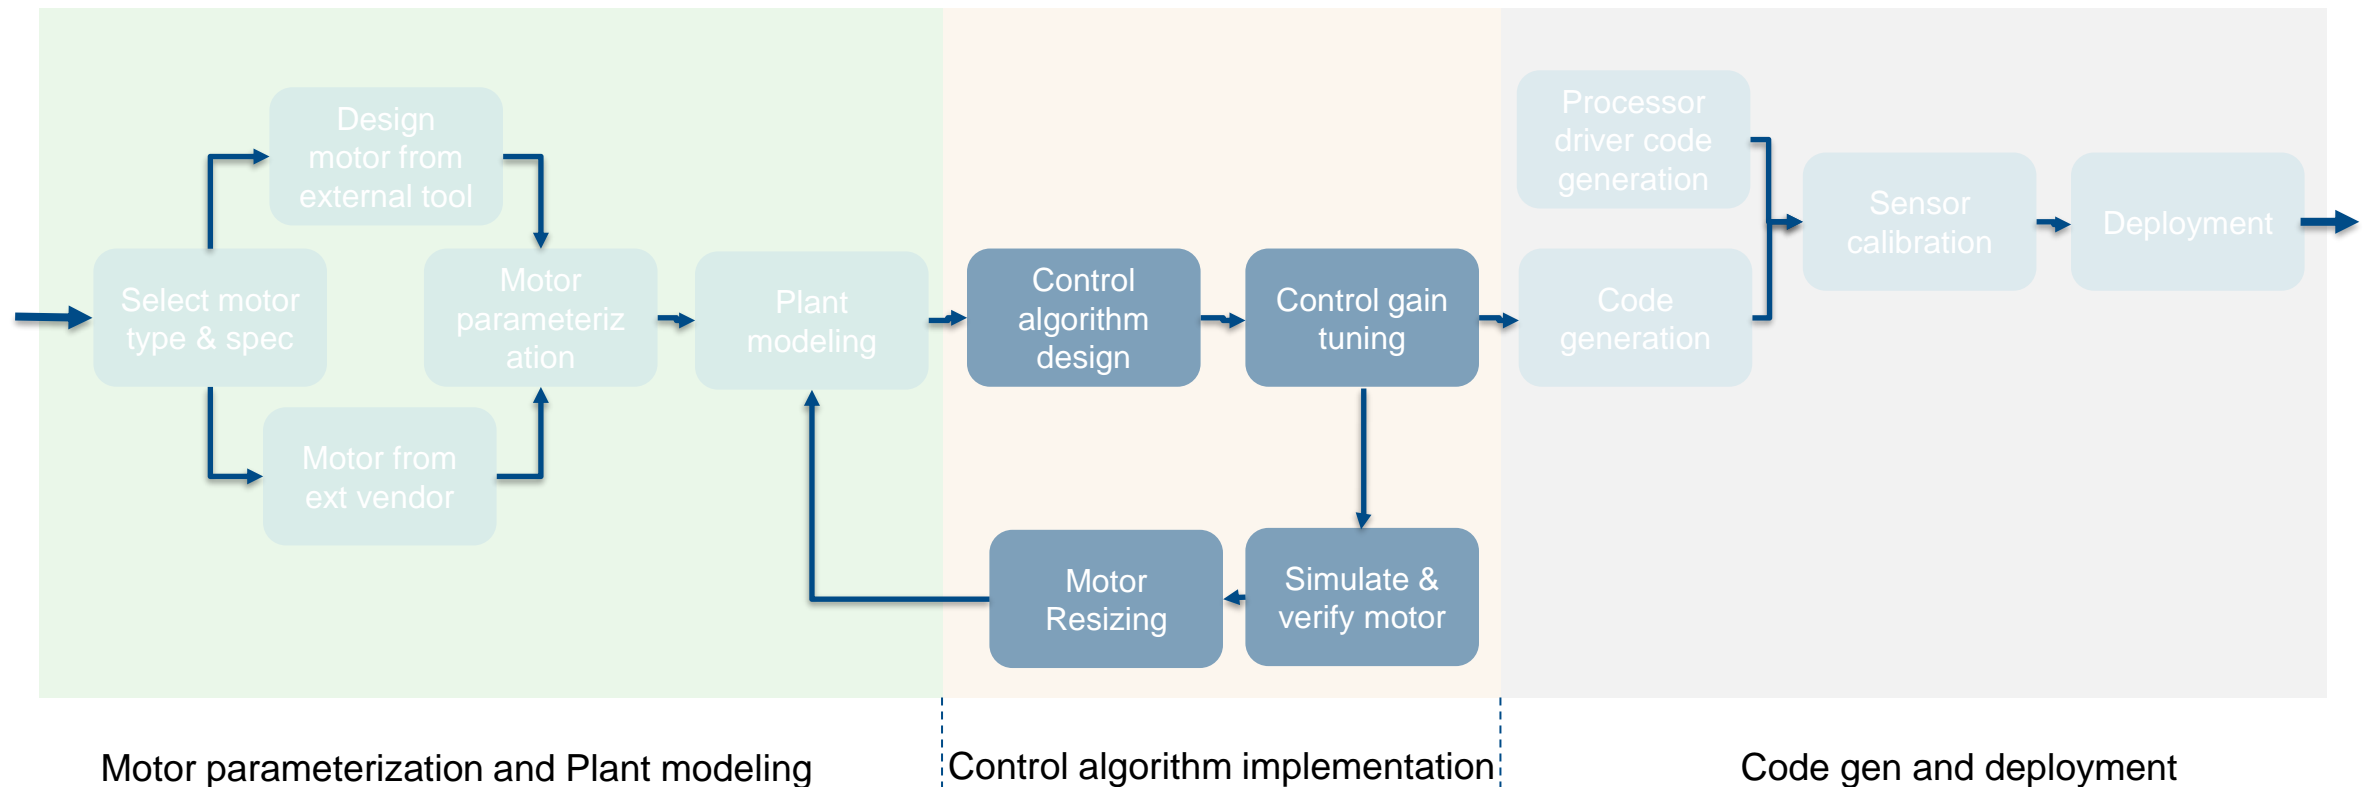 Design
motor from
external tool
Select motor
type & spec
Motor from
ext vendor
Motor
parameteriz
ation
Plant
modeling
Control
algorithm
design
Control gain
tuning
Simulate &
verify motor
Motor
Resizing
Processor
driver code
generation
Code
generation
Sensor
calibration
Deployment
Motor parameterization and Plant modeling
Control algorithm implementation
Code gen and deployment